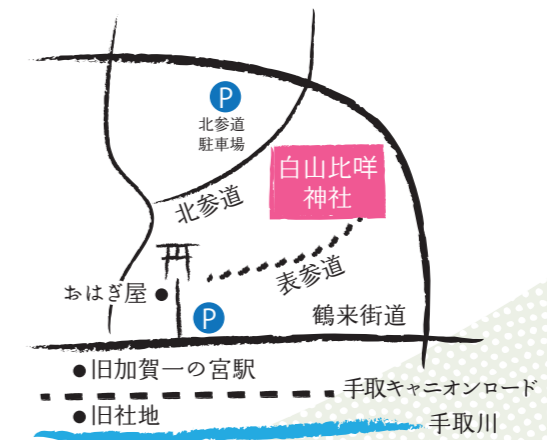 P
北参道
駐車場
白山比咩
神社
北参道
表参道
おはぎ屋
P
鶴来街道
旧加賀一の宮駅
手取キャニオンロード
旧社地
手取川